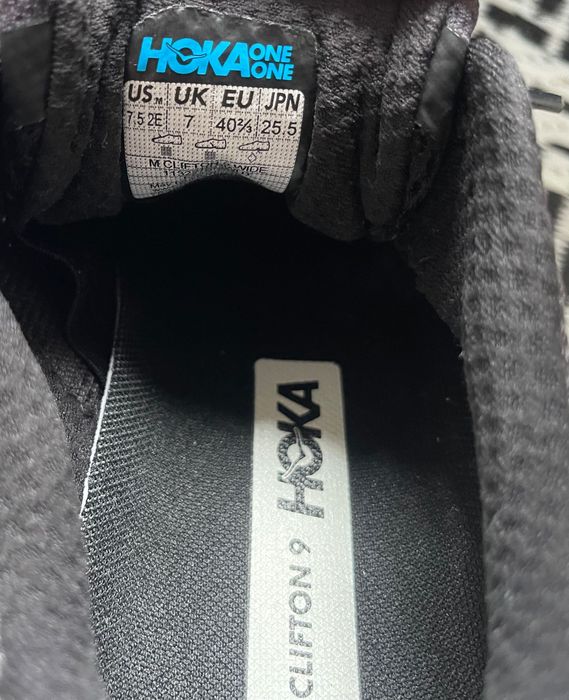 HOKA ONE ONE
US M UK EU JPN
7.5 2E 7 40⅔ 25.5
M CLIFTON WIDE
HOKA
CLIFTON 9